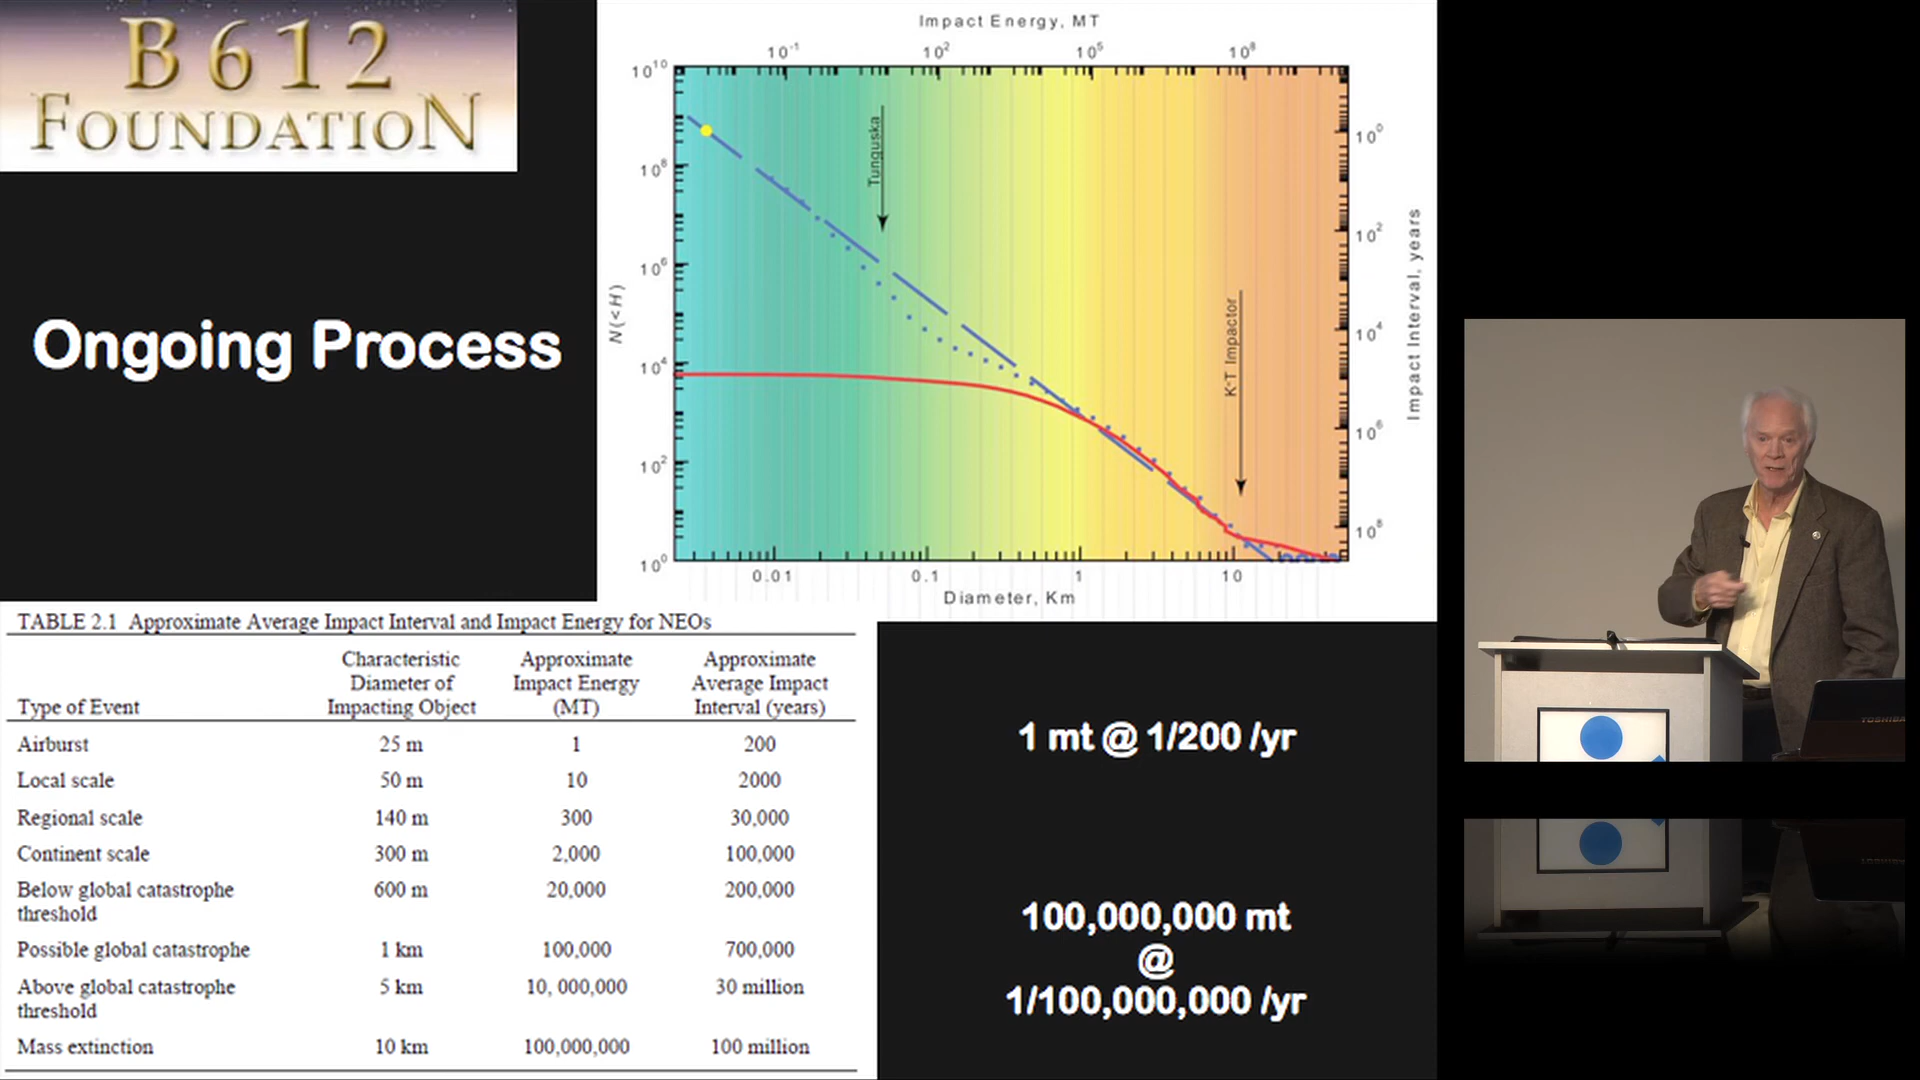 B612
FOUNDATION
Ongoing Process
Impact Energy, MT
10⁻¹ 10² 10⁵ 10⁸
10¹⁰
10⁸
10⁶
10⁴
10²
10⁰
N(<H)
Tunguska
K-T Impactor
10⁰
10²
10⁴
10⁶
10⁸
Impact Interval, years
0.01 0.1 1 10
Diameter, Km
TABLE 2.1 Approximate Average Impact Interval and Impact Energy for NEOs
Characteristic Approximate Approximate
Diameter of Impact Energy Average Impact
Type of Event Impacting Object (MT) Interval (years)
Airburst 25 m 1 200
Local scale 50 m 10 2000
Regional scale 140 m 300 30,000
Continent scale 300 m 2,000 100,000
Below global catastrophe 600 m 20,000 200,000
threshold
Possible global catastrophe 1 km 100,000 700,000
Above global catastrophe 5 km 10, 000,000 30 million
threshold
Mass extinction 10 km 100,000,000 100 million
1 mt @ 1/200 /yr
100,000,000 mt
@
1/100,000,000 /yr
TOSHIBA